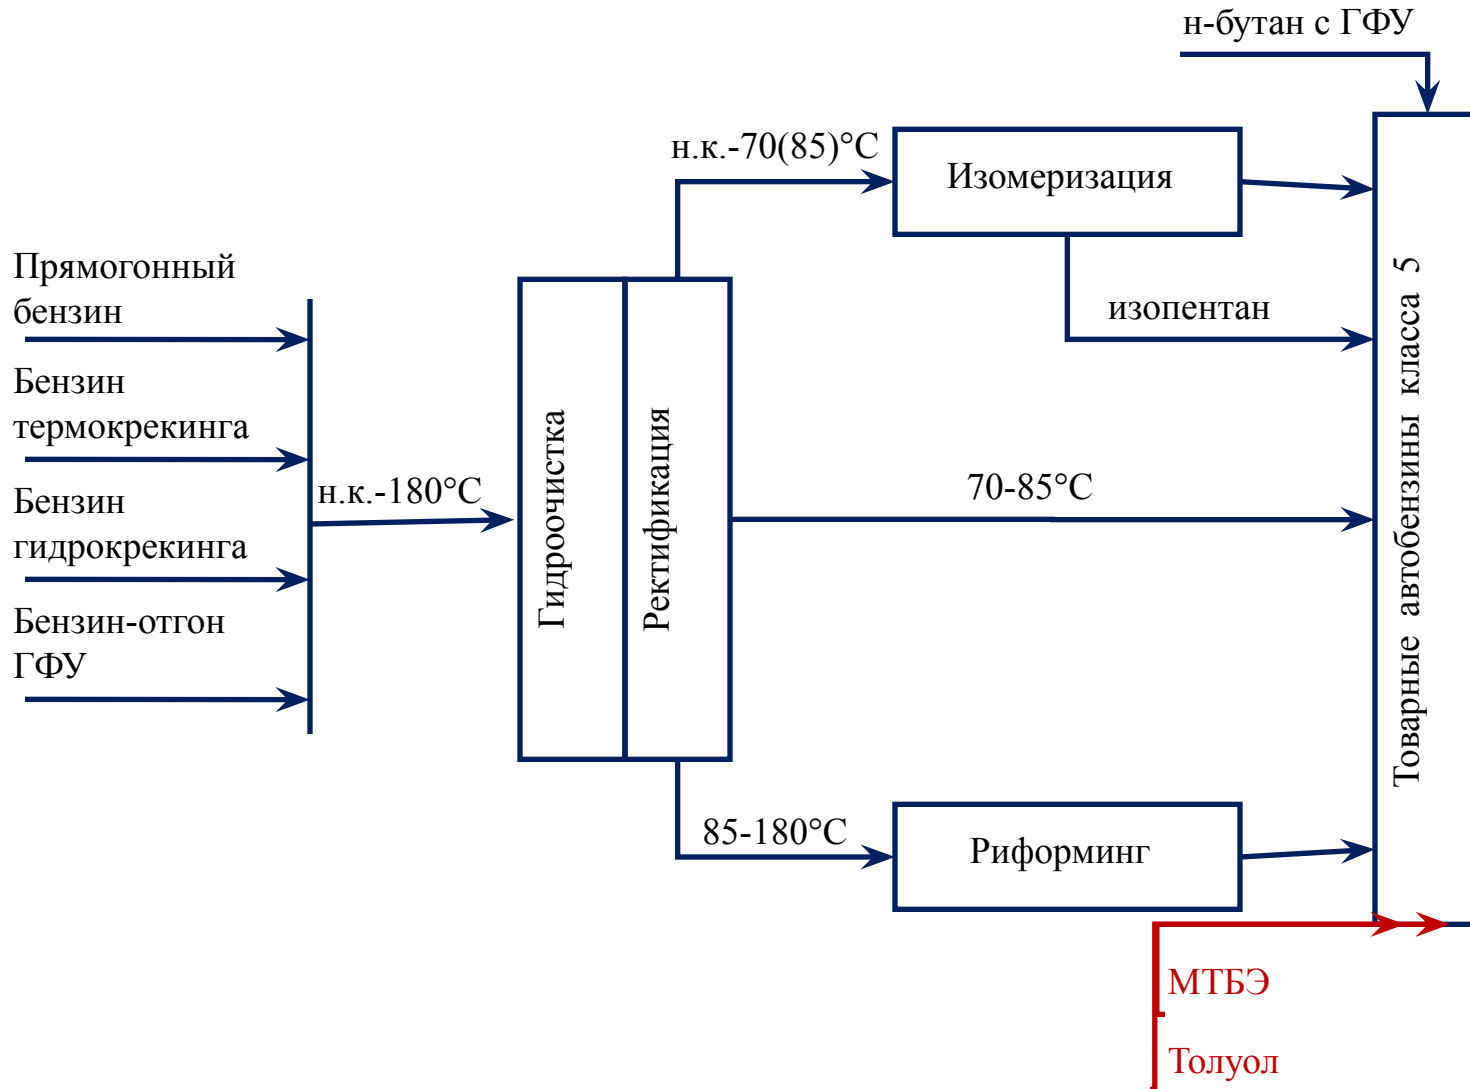 н-бутан с ГФУ
н.к.-70(85)°С
Изомеризация
Прямогонный
бензин
изопентан
Бензин
термокрекинга
н.к.-180°С
Бензин
гидрокрекинга
Бензин-отгон
ГФУ
Гидроочистка
Ректификация
70-85°С
85-180°С
Риформинг
Товарные автобензины класса 5
МТБЭ
Толуол